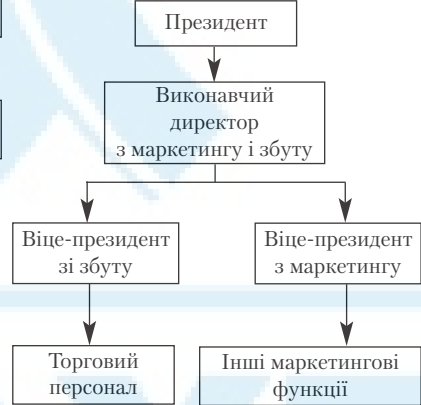 Президент
Виконавчий
директор
з маркетингу і збуту
Віце-президент
зі збуту
Віце-президент
з маркетингу
Торговий
персонал
Інші маркетингові
функції